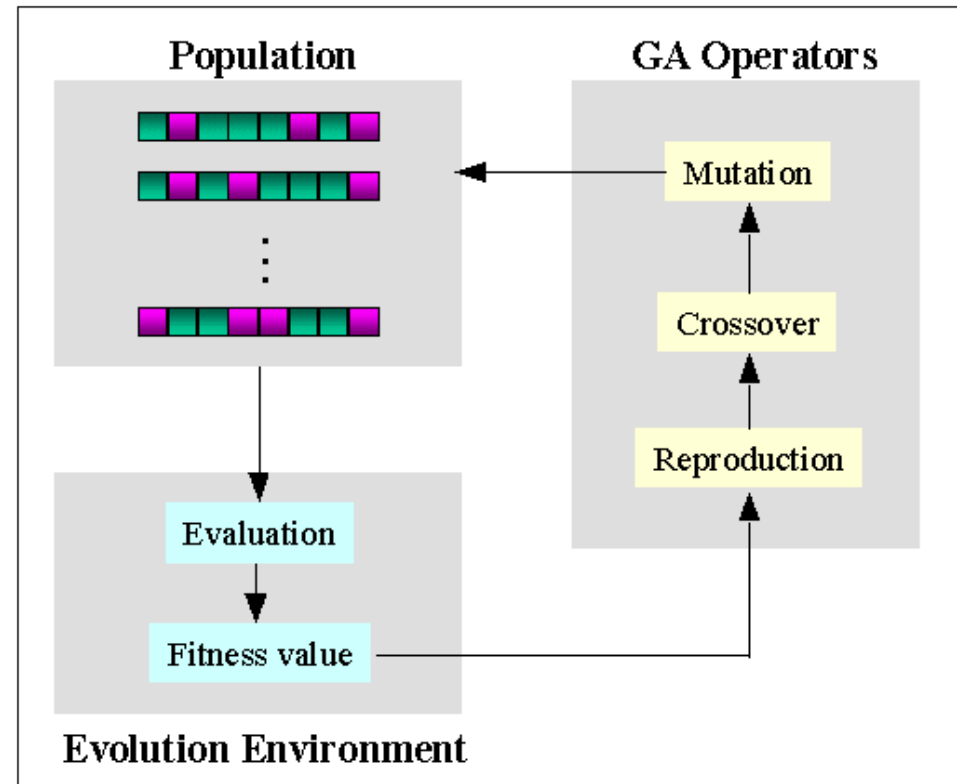 Population
GA Operators
Mutation
Crossover
Reproduction
Evaluation
Fitness value
Evolution Environment